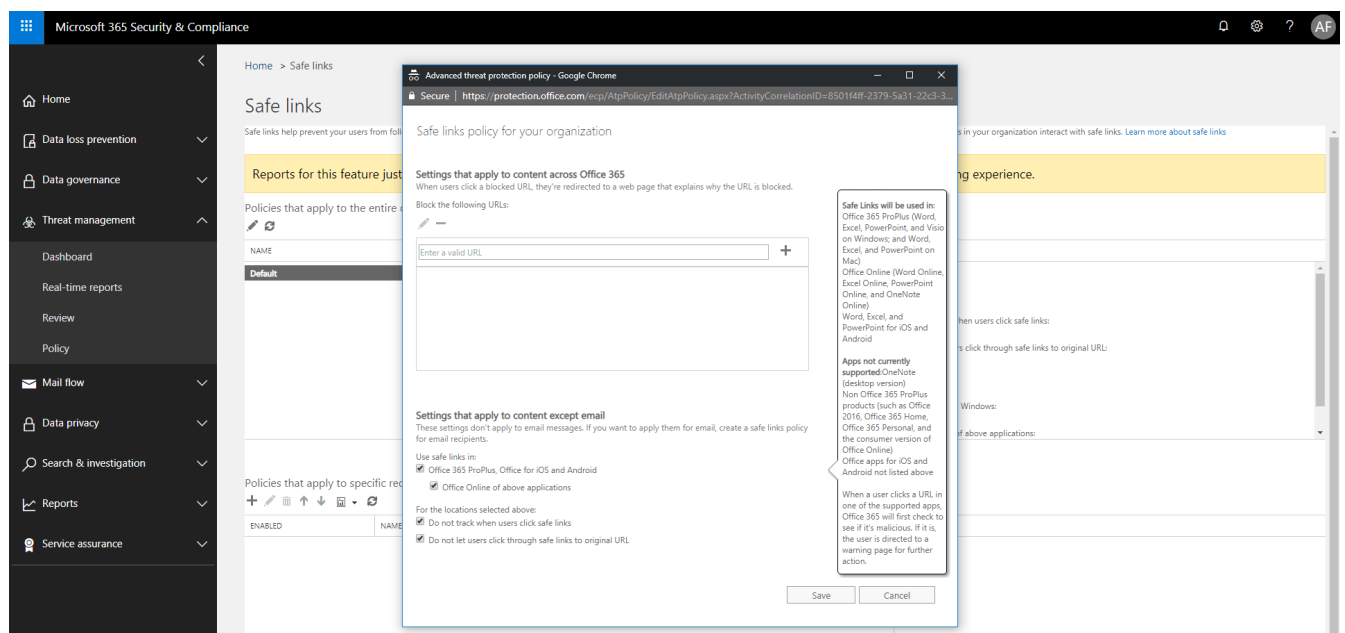 Microsoft 365 Security & Compliance
AF
Home
Data loss prevention
Data governance
Threat management
Dashboard
Real-time reports
Review
Policy
Mail flow
Data privacy
Search & investigation
Reports
Service assurance
Home > Safe links
Safe links
Safe links help prevent your users from
s in your organization interact with safe links. Learn more about safe links
Reports for this feature just
ng experience.
Policies that apply to the entire
NAME
Default
hen users click safe links:
s click through safe links to original URL:
Windows:
of above applications:
Policies that apply to specific rec
ENABLED
NAME
Advanced threat protection policy - Google Chrome
Secure | https://protection.office.com/ecp/AtpPolicy/EditAtpPolicy.aspx?ActivityCorrelationID=8501f4ff-2379-5a31-22c3-3...
Safe links policy for your organization
Settings that apply to content across Office 365
When users click a blocked URL, they're redirected to a web page that explains why the URL is blocked.
Block the following URLs:
Enter a valid URL
Settings that apply to content except email
These settings don't apply to email messages. If you want to apply them for email, create a safe links policy
for email recipients.
Use safe links in:
Office 365 ProPlus, Office for iOS and Android
Office Online of above applications
For the locations selected above:
Do not track when users click safe links
Do not let users click through safe links to original URL
Safe Links will be used in:
Office 365 ProPlus (Word,
Excel, PowerPoint, and Visio
on Windows; and Word,
Excel, and PowerPoint on
Mac)
Office Online (Word Online,
Excel Online, PowerPoint
Online, and OneNote
Online)
Word, Excel, and
PowerPoint for iOS and
Android
Apps not currently
supported:OneNote
(desktop version)
Non Office 365 ProPlus
products (such as Office
2016, Office 365 Home,
Office 365 Personal, and
the consumer version of
Office Online)
Office apps for iOS and
Android not listed above
When a user clicks a URL in
one of the supported apps,
Office 365 will first check to
see if it's malicious. If it is,
the user is directed to a
warning page for further
action.
Save
Cancel